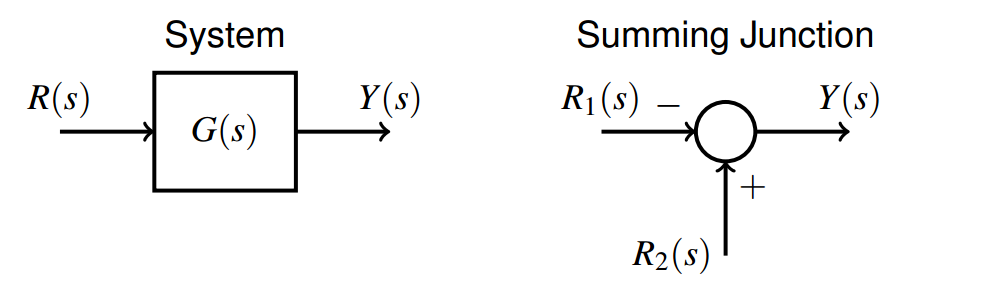 System
R(s)
G(s)
Y(s)
Summing Junction
R₁(s) −
Y(s)
+
R₂(s)